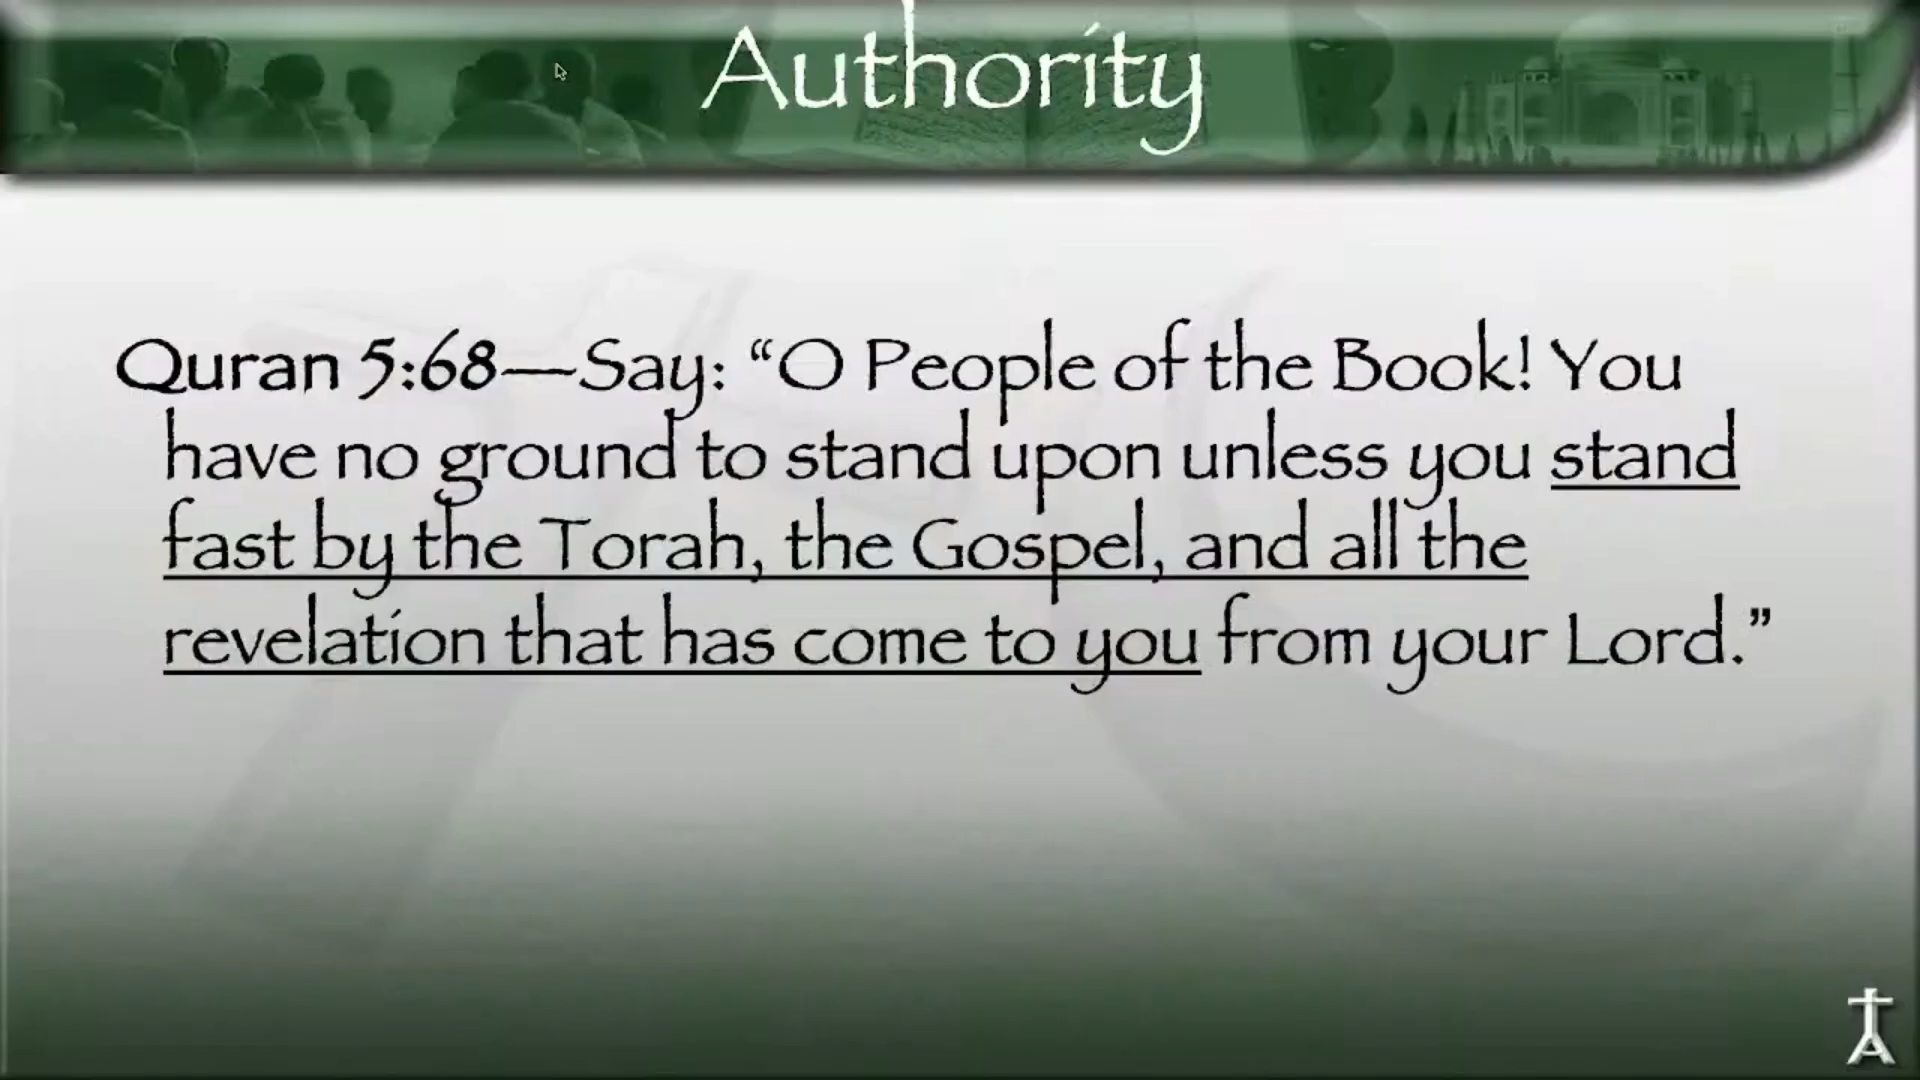 Authority
Quran 5:68—Say: “O People of the Book! You
have no ground to stand upon unless you stand
fast by the Torah, the Gospel, and all the
revelation that has come to you from your Lord.”